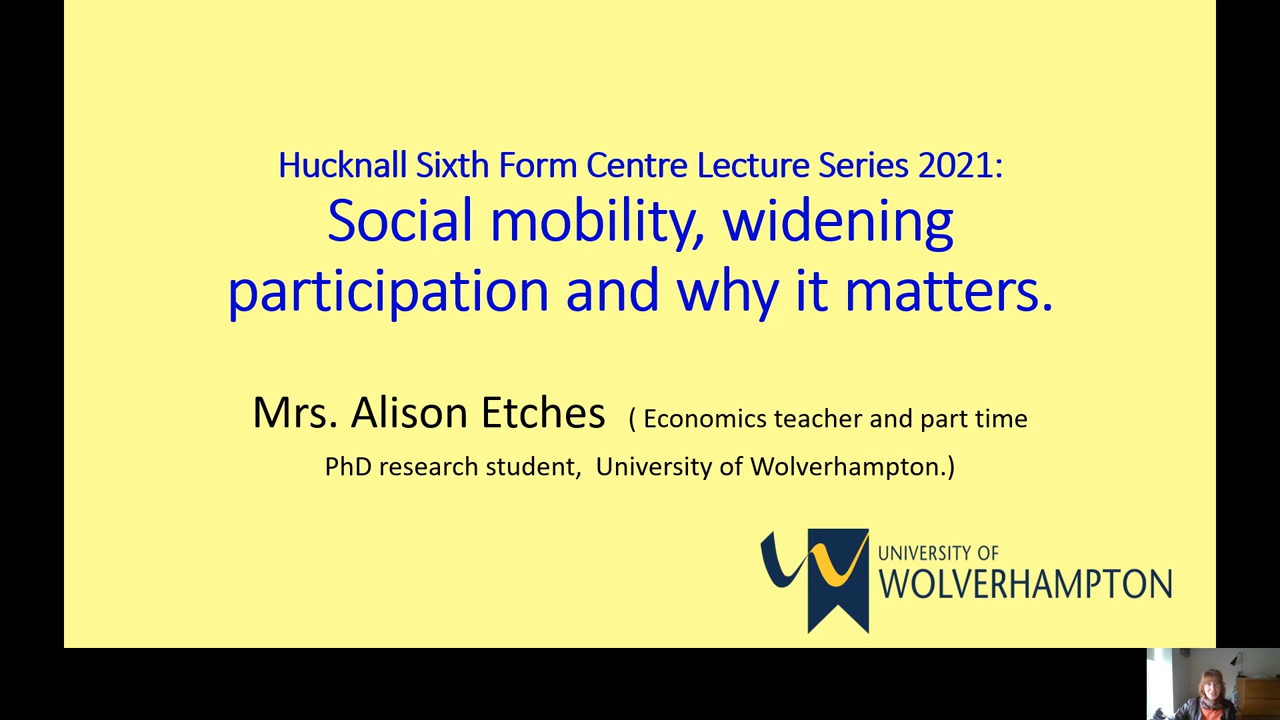 Hucknall Sixth Form Centre Lecture Series 2021:
Social mobility, widening
participation and why it matters.
Mrs. Alison Etches ( Economics teacher and part time
PhD research student, University of Wolverhampton.)
UNIVERSITY OF
WOLVERHAMPTON